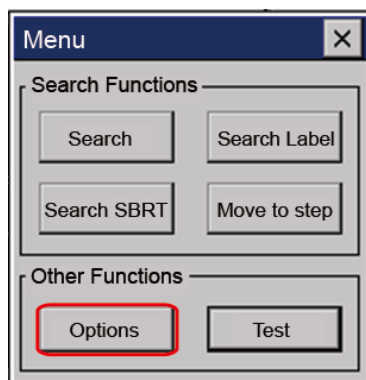 Menu
Search Functions
Search
Search Label
Search SBRT
Move to step
Other Functions
Options
Test